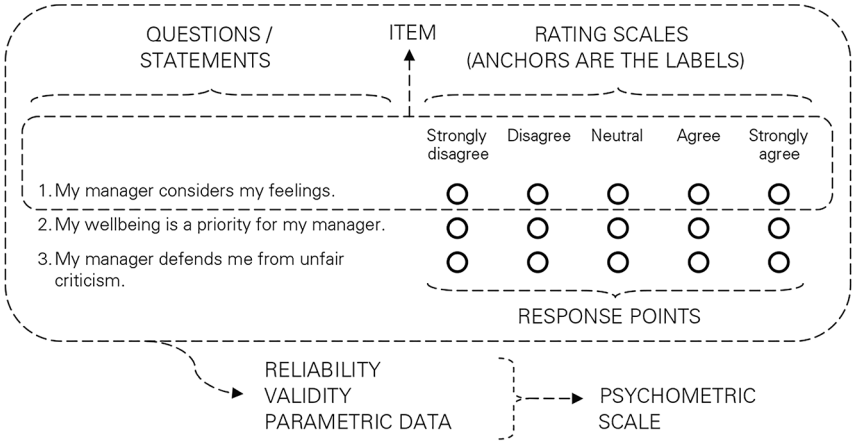 QUESTIONS /
STATEMENTS
ITEM
RATING SCALES
(ANCHORS ARE THE LABELS)
Strongly disagree Disagree Neutral Agree Strongly agree
1. My manager considers my feelings.
2. My wellbeing is a priority for my manager.
3. My manager defends me from unfair
criticism.
RESPONSE POINTS
RELIABILITY
VALIDITY
PARAMETRIC DATA
PSYCHOMETRIC
SCALE